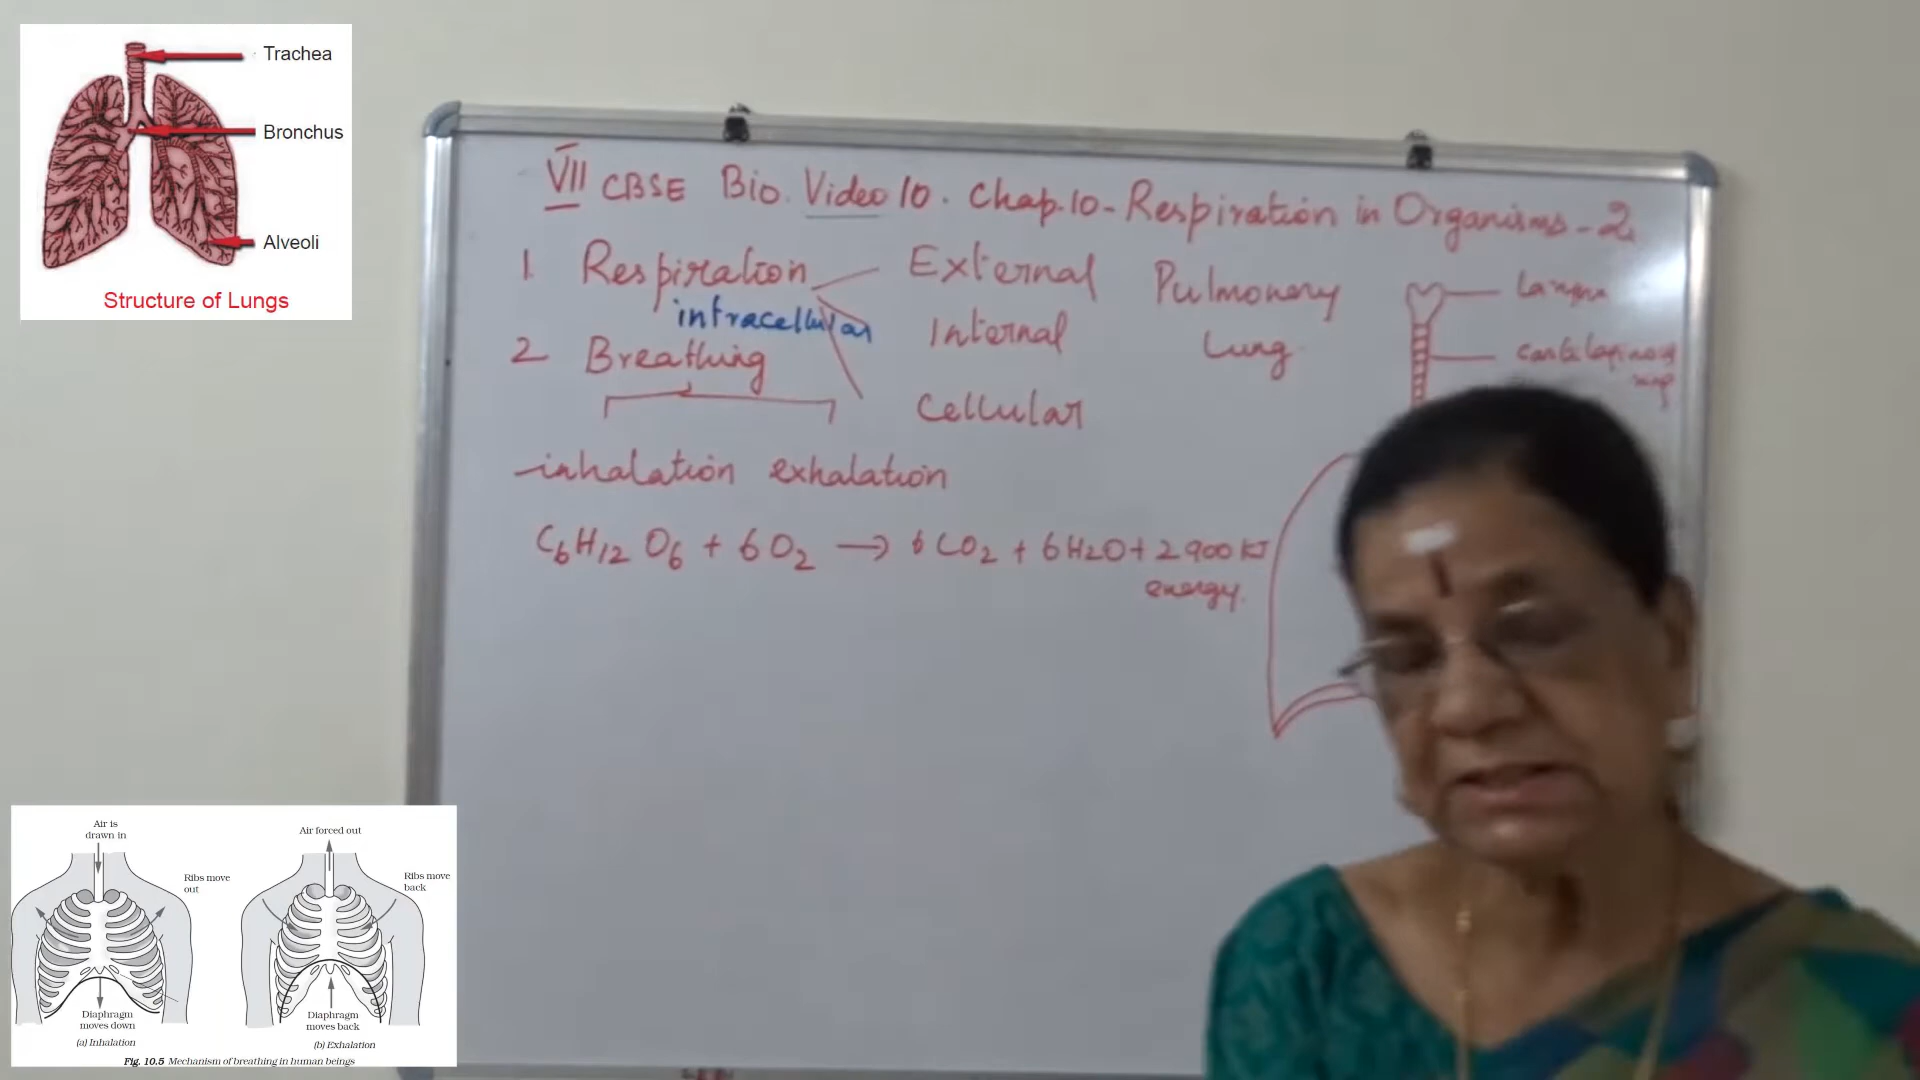 Trachea
Bronchus
Alveoli
Structure of Lungs
VII CBSE Bio. Video 10. Chap.10- Respiration in Organisms - 2.
1. Respiration
External
Pulmonery
intracellular
Internal
Lung
2 Breathing
Cellular
inhalation exhalation
C6H12O6 + 6O2 → 6CO2 + 6H2O + 2900 KJ
energy.
Air is
drawn in
Ribs move
out
Diaphragm
moves down
(a) Inhalation
Air forced out
Ribs move
back
Diaphragm
moves back
(b) Exhalation
Fig. 10.5 Mechanism of breathing in human beings